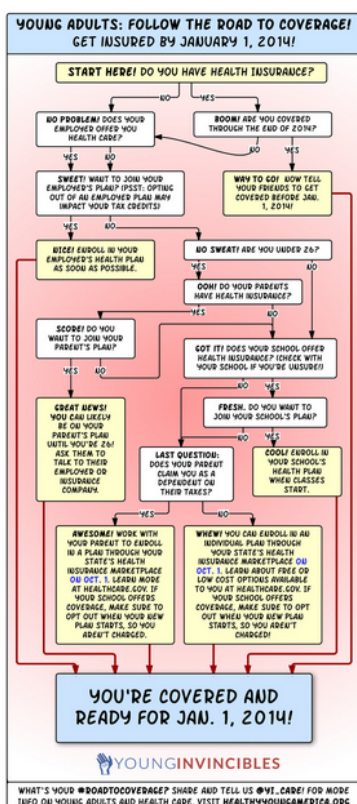 YOUNG ADULTS: FOLLOW THE ROAD TO COVERAGE!
GET INSURED BY JANUARY 1, 2014!
START HERE! DO YOU HAVE HEALTH INSURANCE?
NO
YES
NO PROBLEM! DOES YOUR
EMPLOYER OFFER YOU
HEALTH CARE?
BOOM! ARE YOU COVERED
THROUGH THE END OF 2014?
YES
NO
NO
YES
SWEET! WANT TO JOIN YOUR
EMPLOYER'S PLAN? (PSST: OPTING
OUT OF AN EMPLOYER PLAN MAY
IMPACT YOUR TAX CREDITS)
WAY TO GO! NOW TELL
YOUR FRIENDS TO GET
COVERED BEFORE JAN.
1, 2014!
YES
NO
NICE! ENROLL IN YOUR
EMPLOYER'S HEALTH PLAN
AS SOON AS POSSIBLE.
NO SWEAT! ARE YOU UNDER 26?
YES
NO
OOH! DO YOUR PARENTS
HAVE HEALTH INSURANCE?
YES
NO
SCORE! DO YOU
WANT TO JOIN YOUR
PARENT'S PLAN?
GOT IT! DOES YOUR SCHOOL OFFER
HEALTH INSURANCE? (CHECK WITH
YOUR SCHOOL IF YOU'RE UNSURE!)
YES
NO
NO
YES
GREAT NEWS!
YOU CAN LIKELY
BE ON YOUR
PARENT'S PLAN
UNTIL YOU'RE 26!
ASK THEM TO
TALK TO THEIR
EMPLOYER OR
INSURANCE
COMPANY.
FRESH. DO YOU WANT TO
JOIN YOUR SCHOOL'S PLAN?
NO
YES
LAST QUESTION:
DOES YOUR PARENT
CLAIM YOU AS A
DEPENDENT ON
THEIR TAXES?
COOL! ENROLL IN
YOUR SCHOOL'S
HEALTH PLAN
WHEN CLASSES
START.
YES
NO
AWESOME! WORK WITH
YOUR PARENT TO ENROLL
IN A PLAN THROUGH YOUR
STATE'S HEALTH
INSURANCE MARKETPLACE
ON OCT. 1. LEARN MORE
AT HEALTHCARE.GOV. IF
YOUR SCHOOL OFFERS
COVERAGE, MAKE SURE TO
OPT OUT WHEN YOUR NEW
PLAN STARTS, SO YOU
AREN'T CHARGED.
WHEW! YOU CAN ENROLL IN AN
INDIVIDUAL PLAN THROUGH
YOUR STATE'S HEALTH
INSURANCE MARKETPLACE ON
OCT. 1. LEARN ABOUT FREE OR
LOW COST OPTIONS AVAILABLE
TO YOU AT HEALTHCARE.GOV. IF
YOUR SCHOOL OFFERS
COVERAGE, MAKE SURE TO OPT
OUT WHEN YOUR NEW PLAN
STARTS, SO YOU AREN'T
CHARGED!
YOU'RE COVERED AND
READY FOR JAN. 1, 2014!
YOUNGINVINCIBLES
WHAT'S YOUR #ROADTOCOVERAGE? SHARE AND TELL US @YI_CARE! FOR MORE
INFO ON YOUNG ADULTS AND HEALTH CARE, VISIT HEALTHYYOUNGAMERICA.ORG